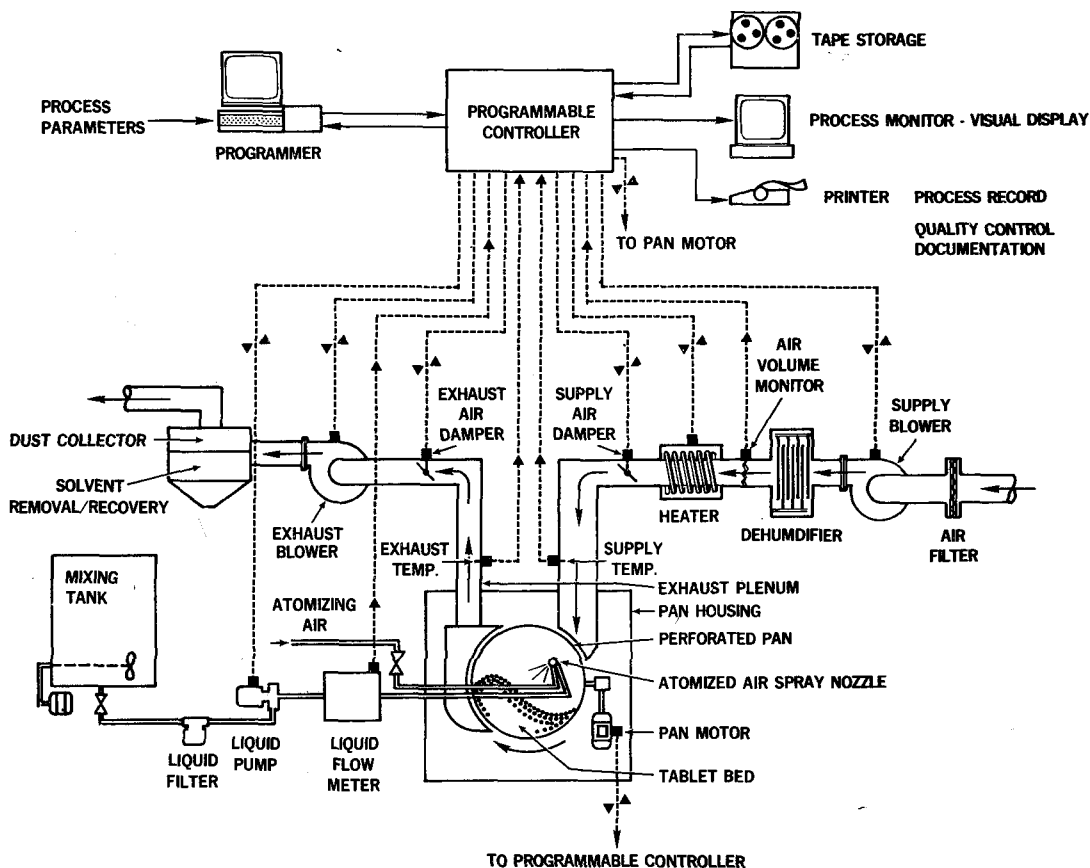 TAPE STORAGE
PROCESS
PARAMETERS
PROGRAMMER
PROGRAMMABLE
CONTROLLER
PROCESS MONITOR - VISUAL DISPLAY
PRINTER PROCESS RECORD
QUALITY CONTROL
DOCUMENTATION
TO PAN MOTOR
AIR
VOLUME
MONITOR
EXHAUST
AIR
DAMPER
SUPPLY
AIR
DAMPER
SUPPLY
BLOWER
DUST COLLECTOR
SOLVENT
REMOVAL/RECOVERY
EXHAUST
BLOWER
HEATER
DEHUMDIFIER
AIR
FILTER
EXHAUST
TEMP.
SUPPLY
TEMP.
MIXING
TANK
EXHAUST PLENUM
PAN HOUSING
ATOMIZING
AIR
PERFORATED PAN
ATOMIZED AIR SPRAY NOZZLE
PAN MOTOR
LIQUID
FILTER
LIQUID
PUMP
LIQUID
FLOW
METER
TABLET BED
TO PROGRAMMABLE CONTROLLER